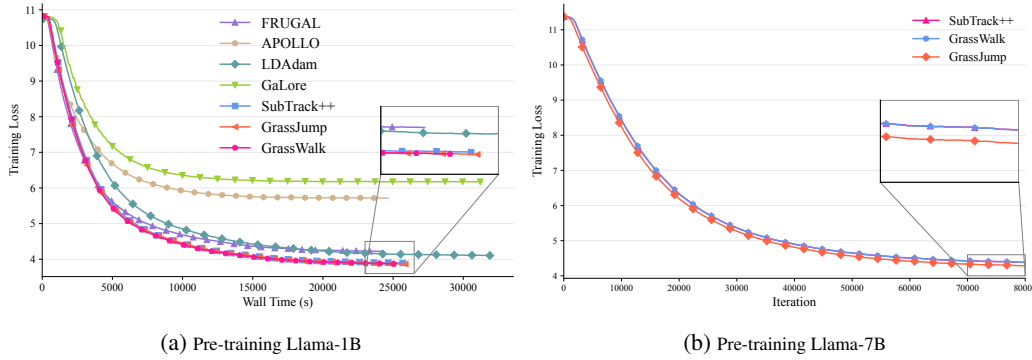 11
10
9
8
7
6
5
4
Training Loss
0
5000
10000
15000
20000
25000
30000
Wall Time (s)
FRUGAL
APOLLO
LDAdam
GaLore
SubTrack++
GrassJump
GrassWalk
(a) Pre-training Llama-1B
11
10
9
8
7
6
5
4
Training Loss
0
10000
20000
30000
40000
50000
60000
70000
8000
Iteration
SubTrack++
GrassWalk
GrassJump
(b) Pre-training Llama-7B